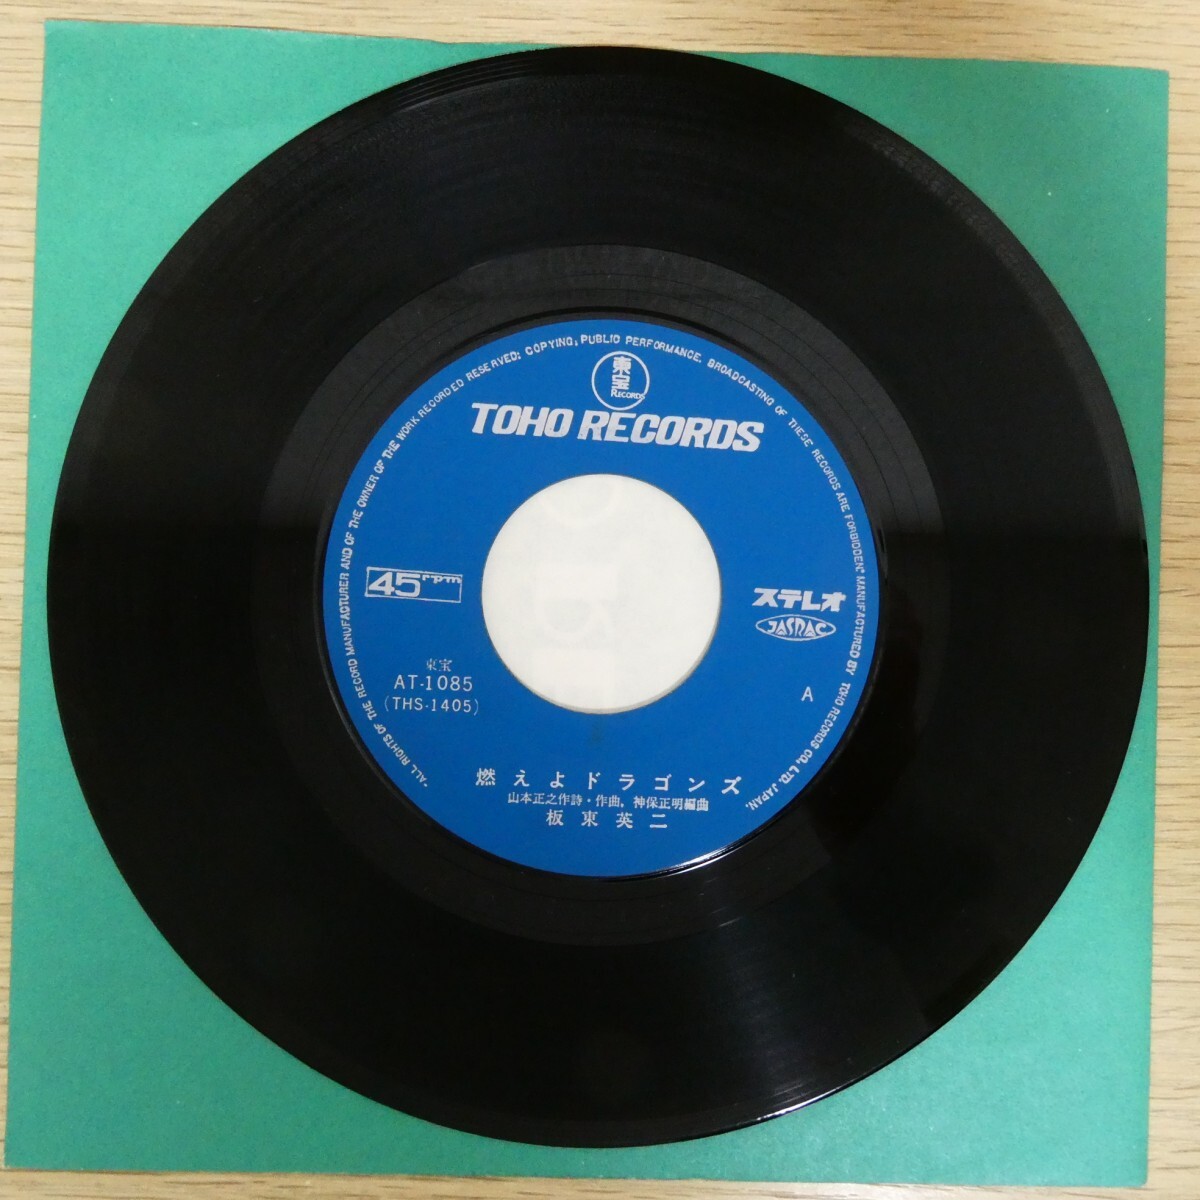 "ALL RIGHTS OF THE RECORD MANUFACTURER AND OF THE OWNER OF THE WORK RECORDED RESERVED; COPYING; PUBLIC PERFORMANCE, BROADCASTING OF THESE RECORDS ARE FORBIDDEN" MANUFACTURED BY TOHO RECORDS CO., LTD. JAPAN.
東宝
RECORDS
TOHO RECORDS
45rpm
ステレオ
JASRAC
東宝
AT-1085
(THS-1405)
A
燃えよドラゴンズ
山本正之作詩・作曲, 神保正明編曲
板東英二